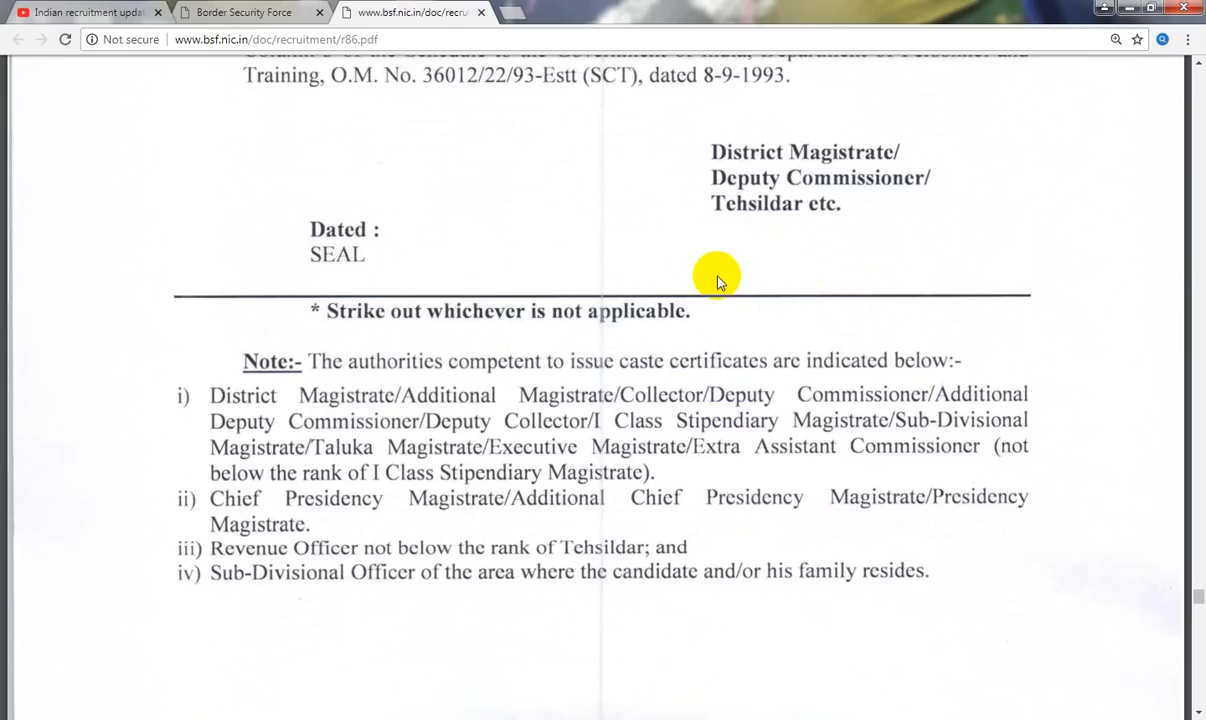 Indian recruitment updat
Border Security Force
www.bsf.nic.in/doc/recru
Not secure
www.bsf.nic.in/doc/recruitment/r86.pdf
Training, O.M. No. 36012/22/93-Estt (SCT), dated 8-9-1993.
District Magistrate/
Deputy Commissioner/
Tehsildar etc.
Dated :
SEAL
* Strike out whichever is not applicable.
Note:- The authorities competent to issue caste certificates are indicated below:-
i) District Magistrate/Additional Magistrate/Collector/Deputy Commissioner/Additional
Deputy Commissioner/Deputy Collector/I Class Stipendiary Magistrate/Sub-Divisional
Magistrate/Taluka Magistrate/Executive Magistrate/Extra Assistant Commissioner (not
below the rank of I Class Stipendiary Magistrate).
ii) Chief Presidency Magistrate/Additional Chief Presidency Magistrate/Presidency
Magistrate.
iii) Revenue Officer not below the rank of Tehsildar; and
iv) Sub-Divisional Officer of the area where the candidate and/or his family resides.